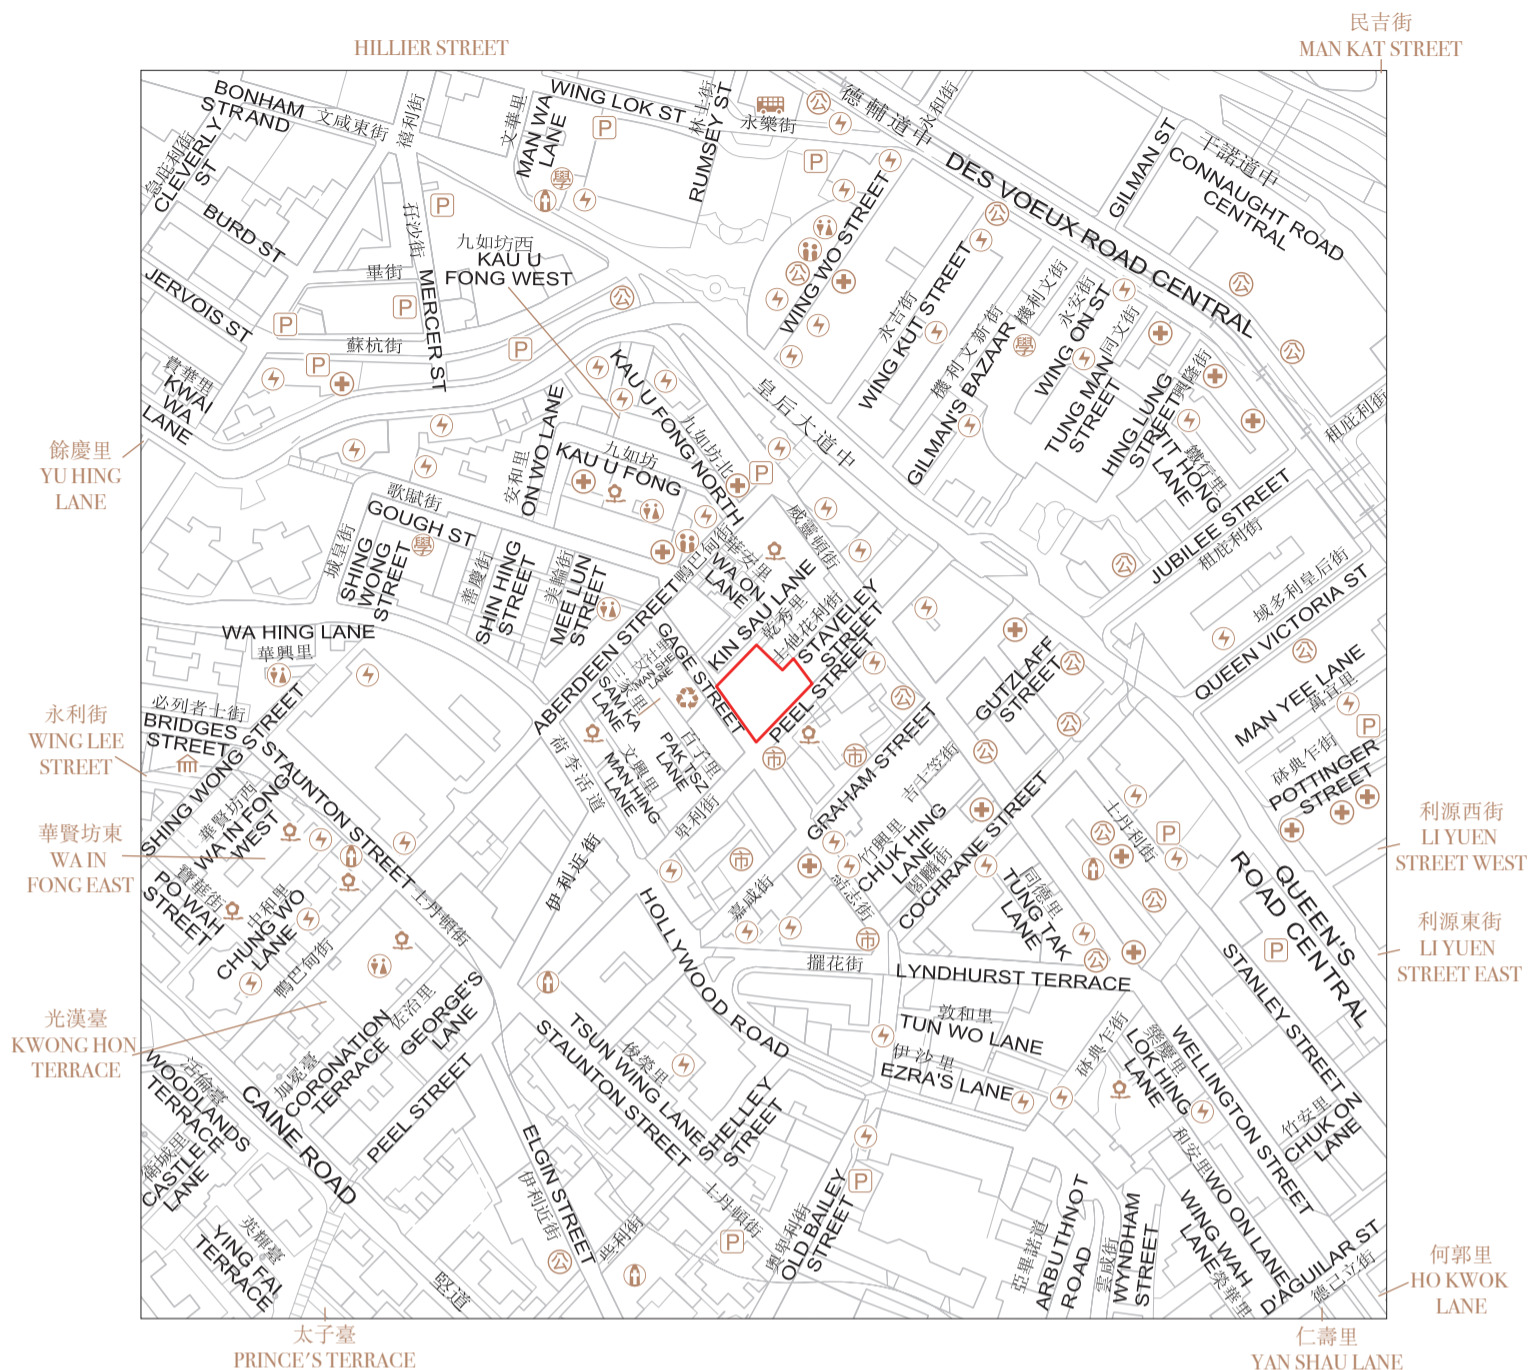 民吉街
MAN KAT STREET
HILLIER STREET
BONHAM
STRAND
文咸東街
禧利街
文華里
MAN WA
LANE
WING LOK ST
林士街
RUMSEY ST
永樂街
公
德輔道中
永和街
DES VOEUX ROAD CENTRAL
GILMAN ST
干諾道中
CONNAUGHT ROAD
CENTRAL
急庇利街
CLEVERLY
ST
BURD ST
JERVOIS ST
孖沙街
MERCER ST
畢街
蘇杭街
九如坊西
KAU U
FONG WEST
學
P
WING WO STREET
永吉街
WING KUT STREET
機利文新街
GILMAN'S BAZAAR
機利文街
永安街
WING ON ST
同文街
TUNG MAN
STREET
興隆街
HING LUNG
STREET
鐵行里
TIT HONG
LANE
租庇利街
JUBILEE STREET
租庇利街
貴華里
KWAI
WA
LANE
餘慶里
YU HING
LANE
KAU U FONG NORTH
九如坊北
九如坊
KAU U FONG
安和里
ON WO LANE
皇后大道中
威靈頓街
歌賦街
GOUGH ST
城皇街
SHING
WONG
STREET
善慶街
SHIN HING
STREET
美輪街
MEE LUN
STREET
鴨巴甸街
ABERDEEN STREET
華安里
WA ON
LANE
KIN SAU LANE
乾秀里
士他花利街
STAVELEY
STREET
PEEL STREET
GAGE STREET
文社里
MAN SHE
LANE
三家里
SAM KA
LANE
百子里
PAK TSZ
LANE
文興里
MAN HING
LANE
荷李活道
卑利街
WA HING LANE
華興里
必列者士街
BRIDGES
STREET
永利街
WING LEE
STREET
SHING WONG STREET
STAUNTON STREET
域多利皇后街
QUEEN VICTORIA ST
MAN YEE LANE
萬宜里
砵典乍街
POTTINGER
STREET
GUTZLAFF
STREET
GRAHAM STREET
吉士笠街
市
竹興里
CHUK HING
LANE
閣麟街
COCHRANE STREET
士丹利街
利源西街
LI YUEN
STREET WEST
利源東街
LI YUEN
STREET EAST
QUEEN'S
ROAD CENTRAL
華賢坊西
WA IN FONG
WEST
華賢坊東
WA IN
FONG EAST
寶華街
PO WAH
STREET
中和里
CHUNG WO
LANE
鴨巴甸街
士丹頓街
伊利近街
HOLLYWOOD ROAD
嘉咸街
擺花街
LYNDHURST TERRACE
同德里
TUNG TAK
LANE
STANLEY STREET
光漢臺
KWONG HON
TERRACE
佐治里
GEORGE'S
LANE
加冕臺
CORONATION
TERRACE
PEEL STREET
WOODLANDS
TERRACE
CAINE ROAD
衛城里
CASTLE
LANE
英輝臺
YING FAI
TERRACE
太子臺
PRINCE'S TERRACE
堅道
ELGIN STREET
伊利近街
些利街
TSUN WING LANE
俊榮里
STAUNTON STREET
SHELLEY
STREET
士丹頓街
奧卑利街
OLD BAILEY
STREET
敦和里
TUN WO LANE
伊沙里
EZRA'S LANE
砵典乍街
樂慶里
LOK HING
LANE
WELLINGTON STREET
竹安里
CHUK ON
LANE
亞畢諾道
ARBUTHNOT
ROAD
雲咸街
WYNDHAM
STREET
和安里
WO ON LANE
WING WAH
LANE
榮華里
D'AGUILAR ST
德己立街
何郭里
HO KWOK
LANE
仁壽里
YAN SHAU LANE